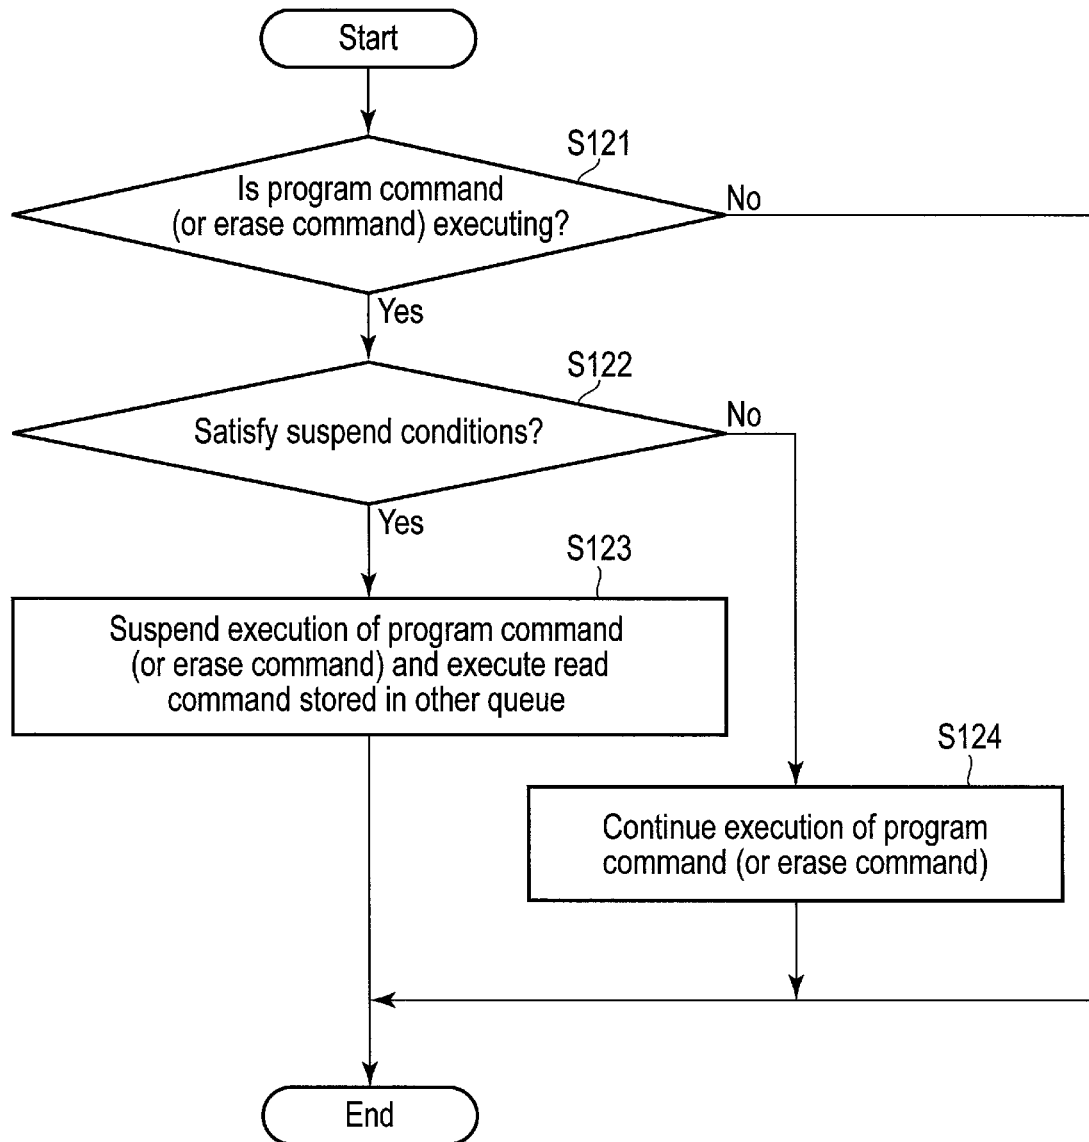 Start
S121
Is program command
(or erase command) executing?
No
Yes
S122
Satisfy suspend conditions?
No
Yes
S123
Suspend execution of program command
(or erase command) and execute read
command stored in other queue
S124
Continue execution of program
command (or erase command)
End